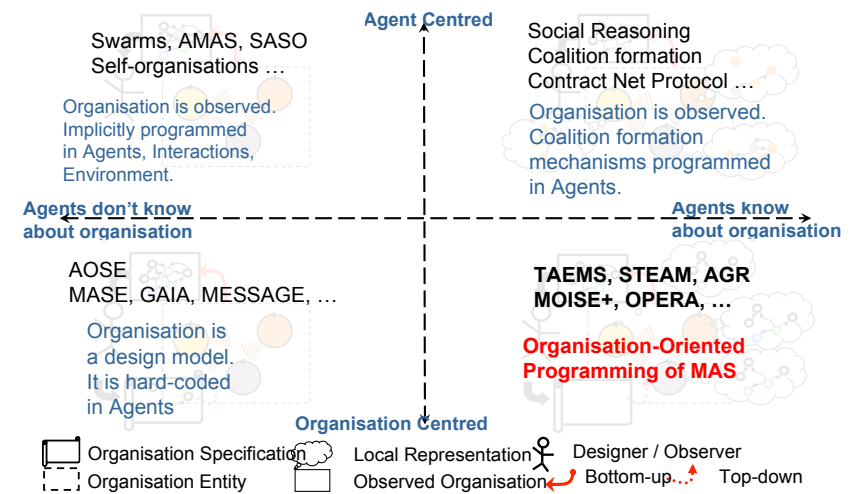 Agent Centred
Swarms, AMAS, SASO
Self-organisations …
Organisation is observed.
Implicitly programmed
in Agents, Interactions,
Environment.
Social Reasoning
Coalition formation
Contract Net Protocol …
Organisation is observed.
Coalition formation
mechanisms programmed
in Agents.
Agents don't know
about organisation
Agents know
about organisation
AOSE
MASE, GAIA, MESSAGE, …
Organisation is
a design model.
It is hard-coded
in Agents
TAEMS, STEAM, AGR
MOISE+, OPERA, …
Organisation-Oriented
Programming of MAS
Organisation Centred
Organisation Specification
Local Representation
Designer / Observer
Organisation Entity
Observed Organisation
Bottom-up
Top-down